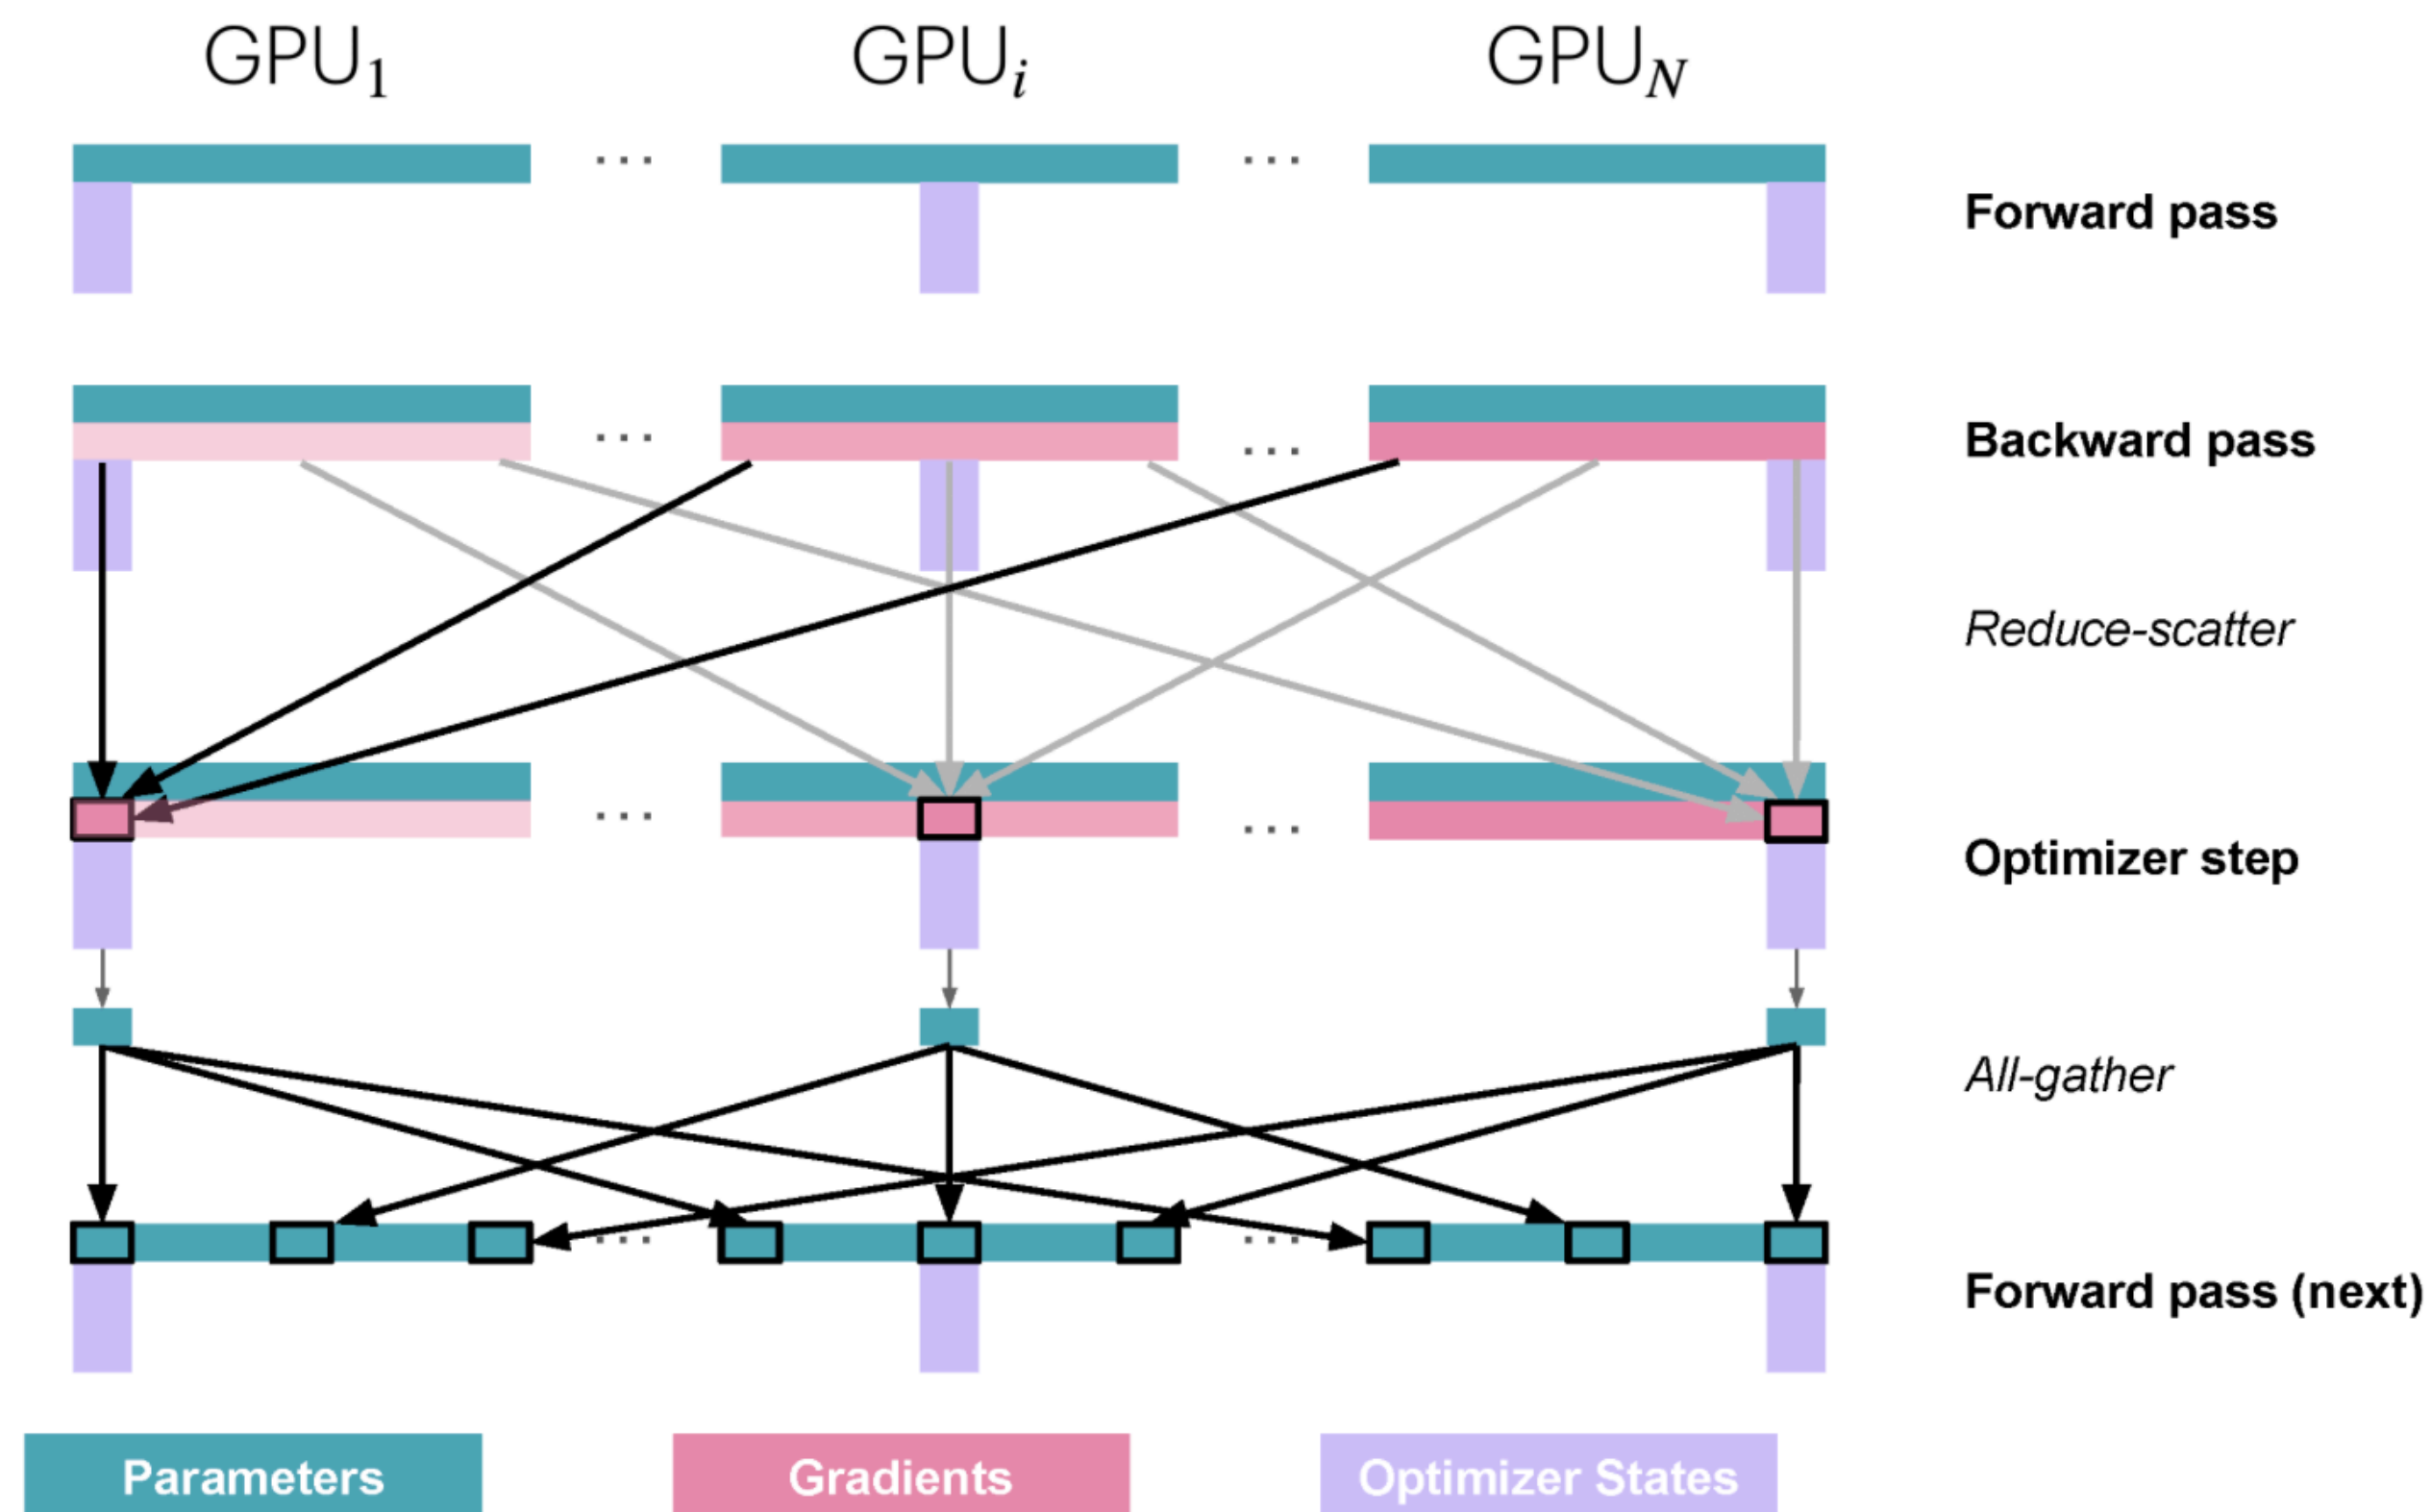 GPU₁ GPUᵢ GPU_N
... ...
Forward pass
... ...
Backward pass
Reduce-scatter
... ...
Optimizer step
All-gather
... ...
Forward pass (next)
Parameters Gradients Optimizer States